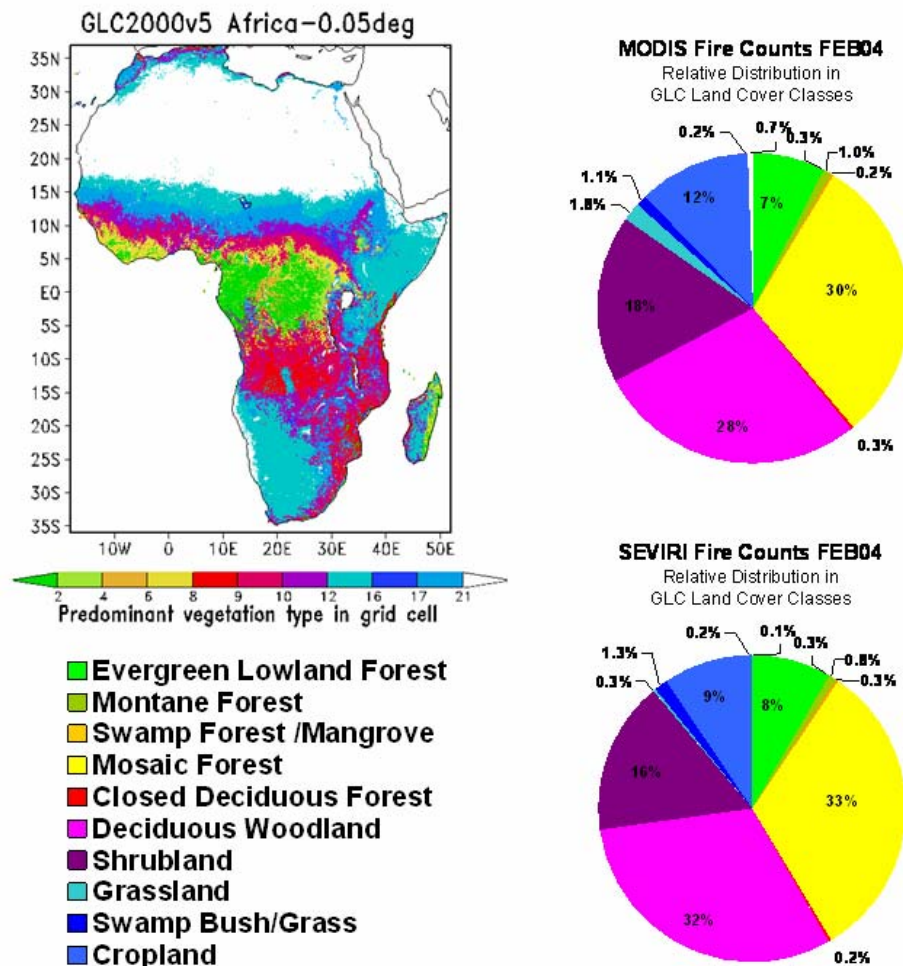 GLC2000v5 Africa-0.05deg
35N
30N
25N
20N
15N
10N
5N
EQ
5S
10S
15S
20S
25S
30S
35S
10W 0 10E 20E 30E 40E 50E
2 4 6 8 9 10 12 16 17 21
Predominant vegetation type in grid cell
Evergreen Lowland Forest
Montane Forest
Swamp Forest /Mangrove
Mosaic Forest
Closed Deciduous Forest
Deciduous Woodland
Shrubland
Grassland
Swamp Bush/Grass
Cropland
MODIS Fire Counts FEB04
Relative Distribution in
GLC Land Cover Classes
0.2% 0.7% 0.3%
1.0%
0.2%
1.1%
1.8%
12% 7%
30%
18%
28%
0.3%
SEVIRI Fire Counts FEB04
Relative Distribution in
GLC Land Cover Classes
0.2% 0.1% 0.3%
0.8%
0.3%
1.3%
0.3%
9% 8%
16%
33%
32%
0.2%